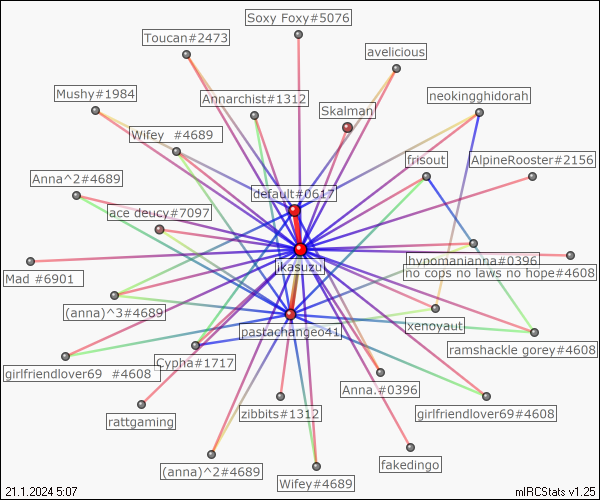 Soxy Foxy#5076
Toucan#2473
avelicious
Mushy#1984
Annarchist#1312
neokingghidorah
Skalman
Wifey  #4689
frisout
AlpineRooster#2156
Anna^2#4689
default#0617
ace deucy#7097
hypomanianna#0396
ikasuzu
Mad #6901
no cops no laws no hope#4608
(anna)^3#4689
xenoyaut
pastachangeo41
ramshackle gorey#4608
Cypha#1717
girlfriendlover69  #4608
Anna.#0396
zibbits#1312
girlfriendlover69#4608
rattgaming
fakedingo
(anna)^2#4689
Wifey#4689
21.1.2024 5:07
mIRCStats v1.25